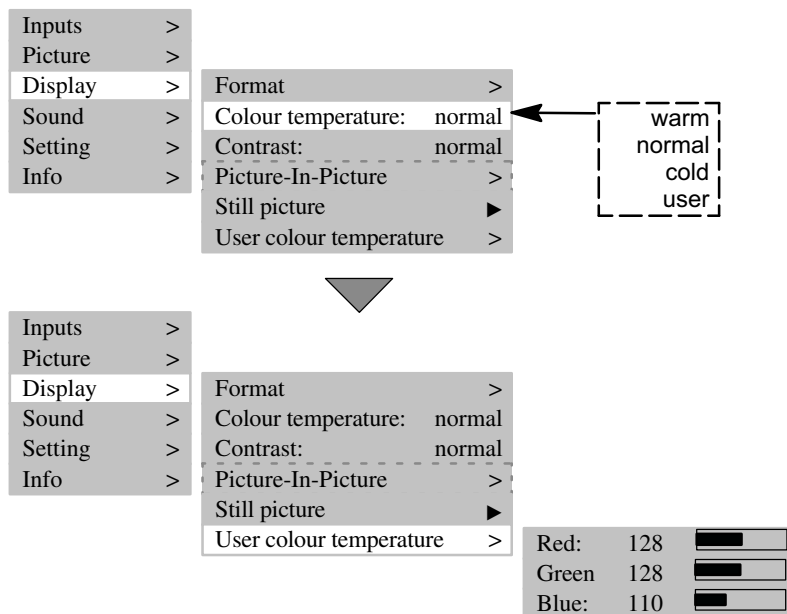 Inputs >
Picture >
Display >
Sound >
Setting >
Info >
Format >
Colour temperature: normal
Contrast: normal
Picture-In-Picture >
Still picture ▶
User colour temperature >
warm
normal
cold
user
Inputs >
Picture >
Display >
Sound >
Setting >
Info >
Format >
Colour temperature: normal
Contrast: normal
Picture-In-Picture >
Still picture ▶
User colour temperature >
Red: 128
Green 128
Blue: 110